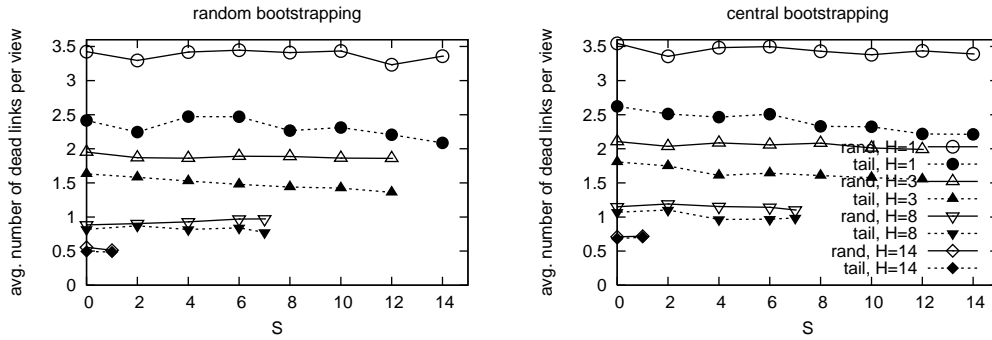 random bootstrapping
avg. number of dead links per view
3.5
3
2.5
2
1.5
1
0.5
0
0 2 4 6 8 10 12 14
S
central bootstrapping
avg. number of dead links per view
3.5
3
2.5
2
1.5
1
0.5
0
0 2 4 6 8 10 12 14
S
rand, H=1
tail, H=1
rand, H=3
tail, H=3
rand, H=8
tail, H=8
rand, H=14
tail, H=14